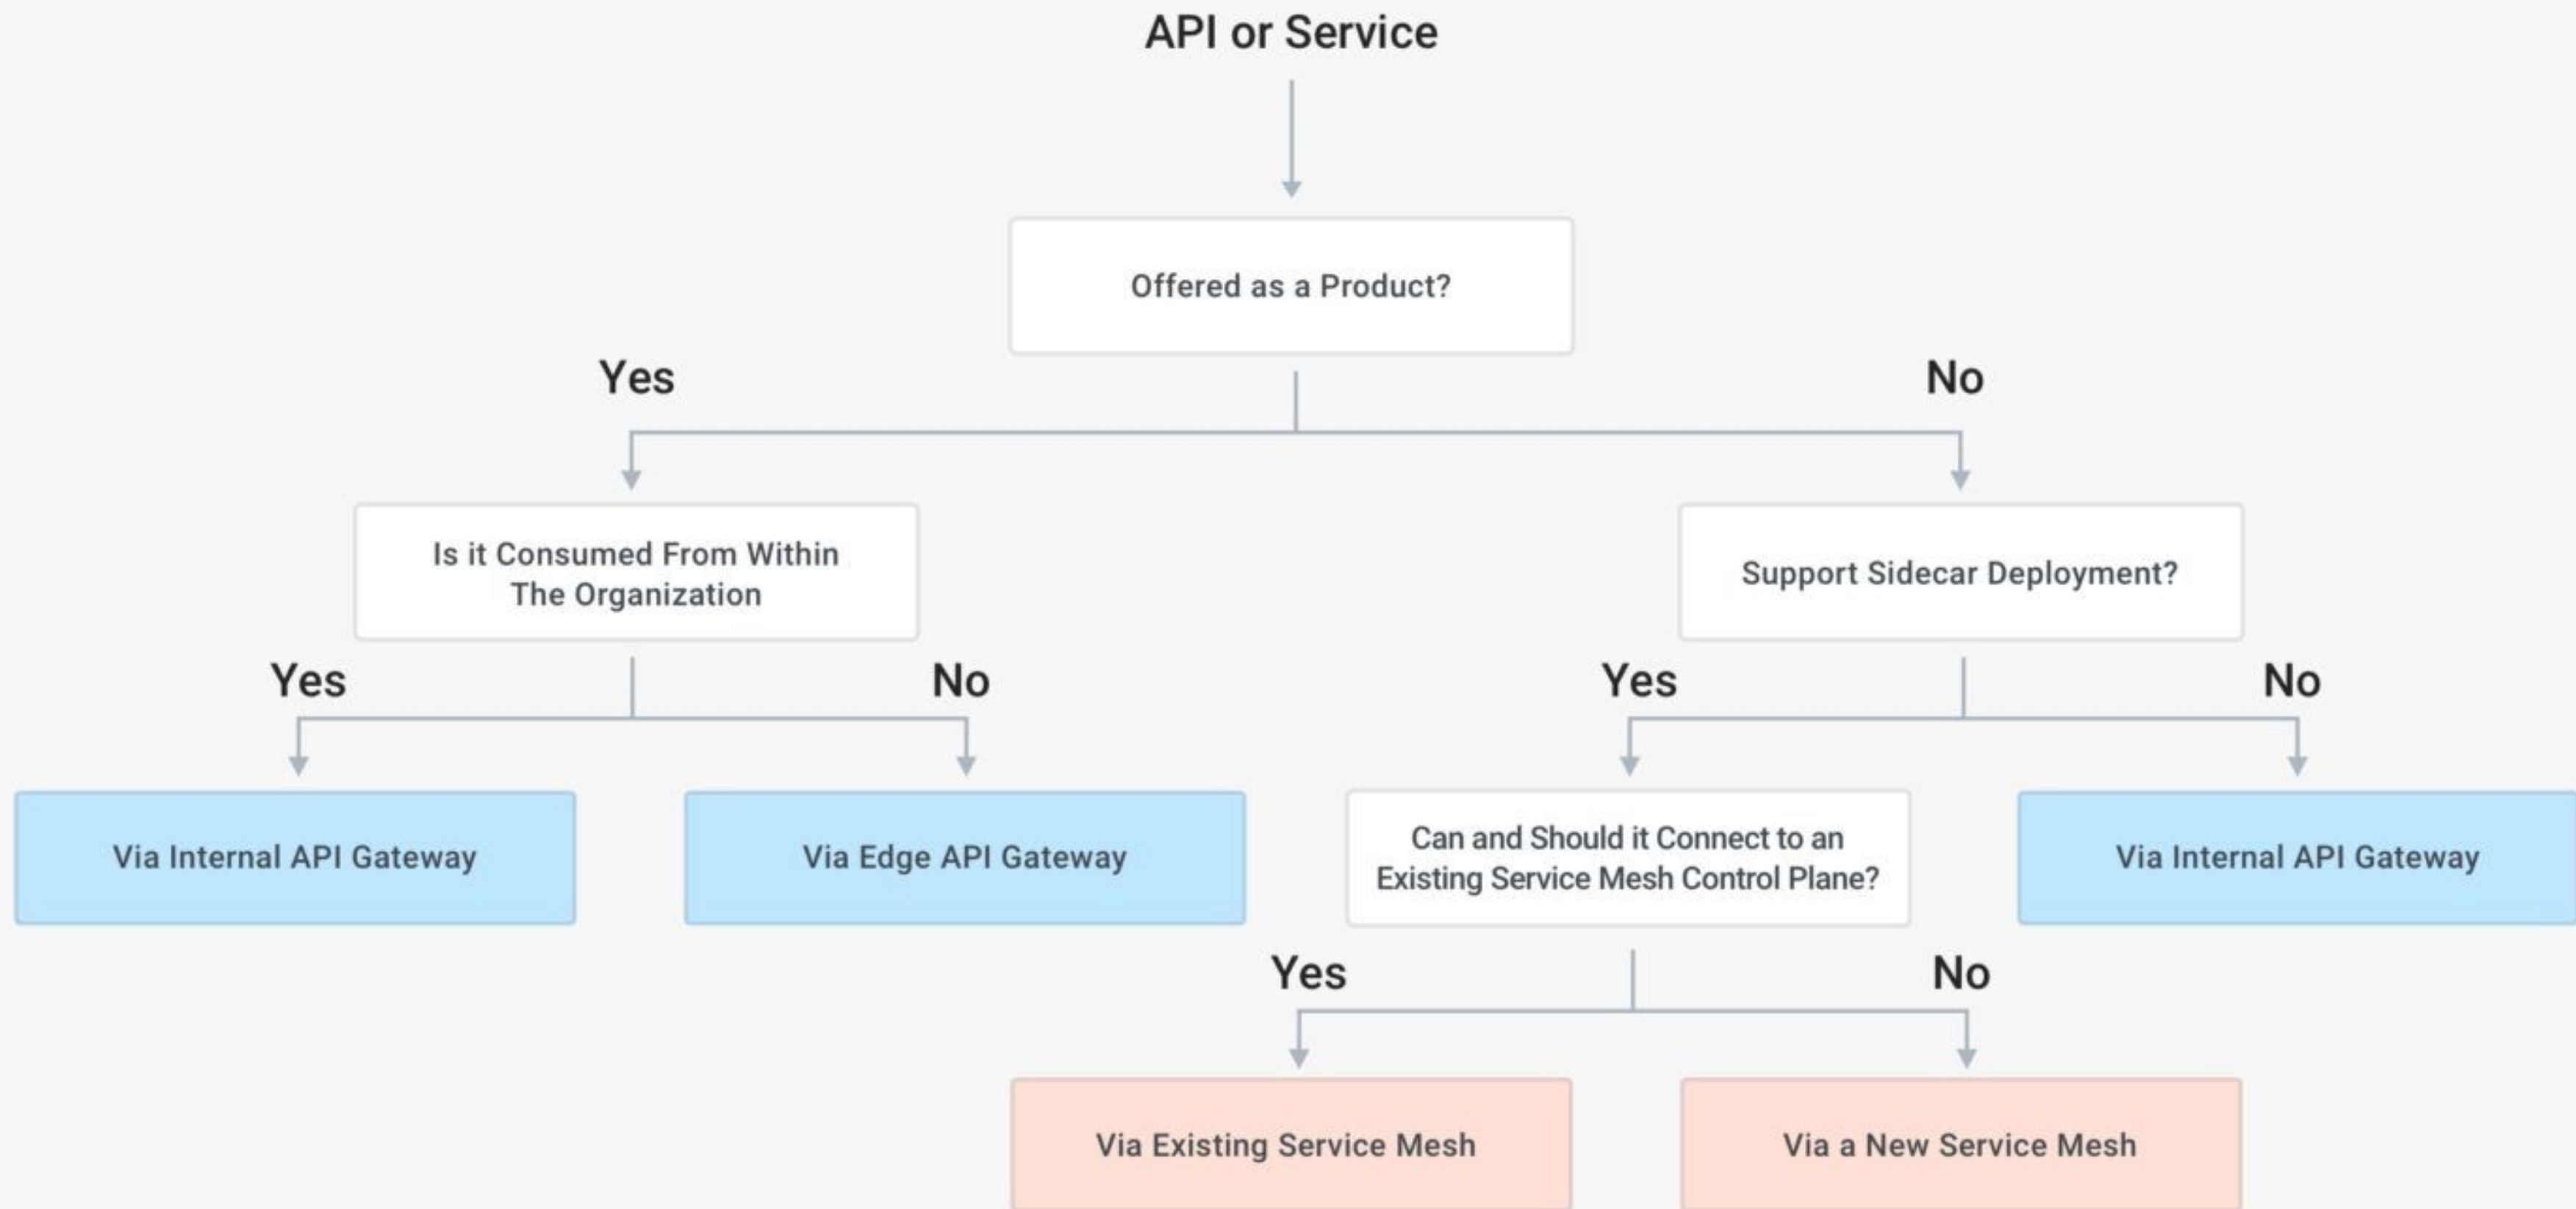 API or Service
Offered as a Product?
Yes
No
Is it Consumed From Within
The Organization
Support Sidecar Deployment?
Yes
No
Yes
No
Via Internal API Gateway
Via Edge API Gateway
Can and Should it Connect to an
Existing Service Mesh Control Plane?
Via Internal API Gateway
Yes
No
Via Existing Service Mesh
Via a New Service Mesh